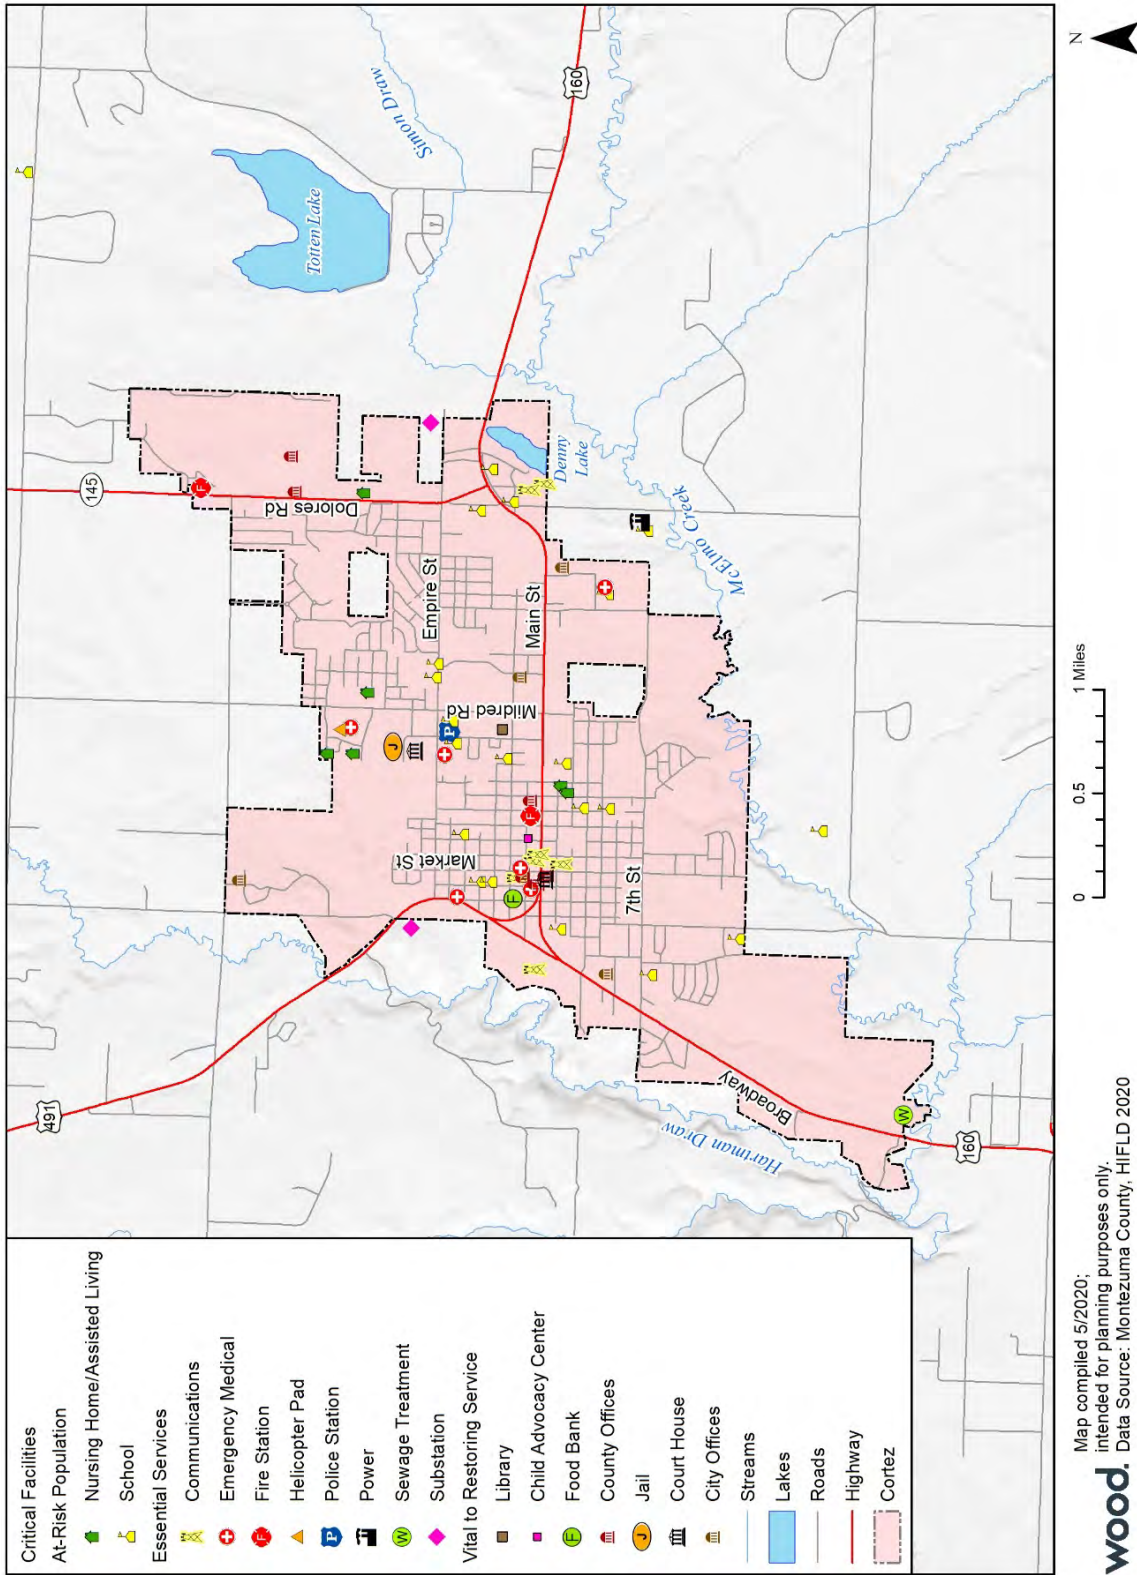 Critical Facilities
At-Risk Population
Nursing Home/Assisted Living
School
Essential Services
Communications
Emergency Medical
Fire Station
Helicopter Pad
Police Station
Power
Sewage Treatment
Substation
Vital to Restoring Service
Library
Child Advocacy Center
Food Bank
County Offices
Jail
Court House
City Offices
Streams
Lakes
Roads
Highway
Cortez
F
P
W
F
J
491
145
160
160
Simon Draw
Totten Lake
Dolores Rd
Empire St
Main St
Mildred Rd
Market St
7th St
Denny
Lake
McElmo Creek
Hartman Draw
Broadway
F
J
P
F
F
W
0
0.5
1 Miles
N
wood.
Map compiled 5/2020;
intended for planning purposes only.
Data Source: Montezuma County, HIFLD 2020